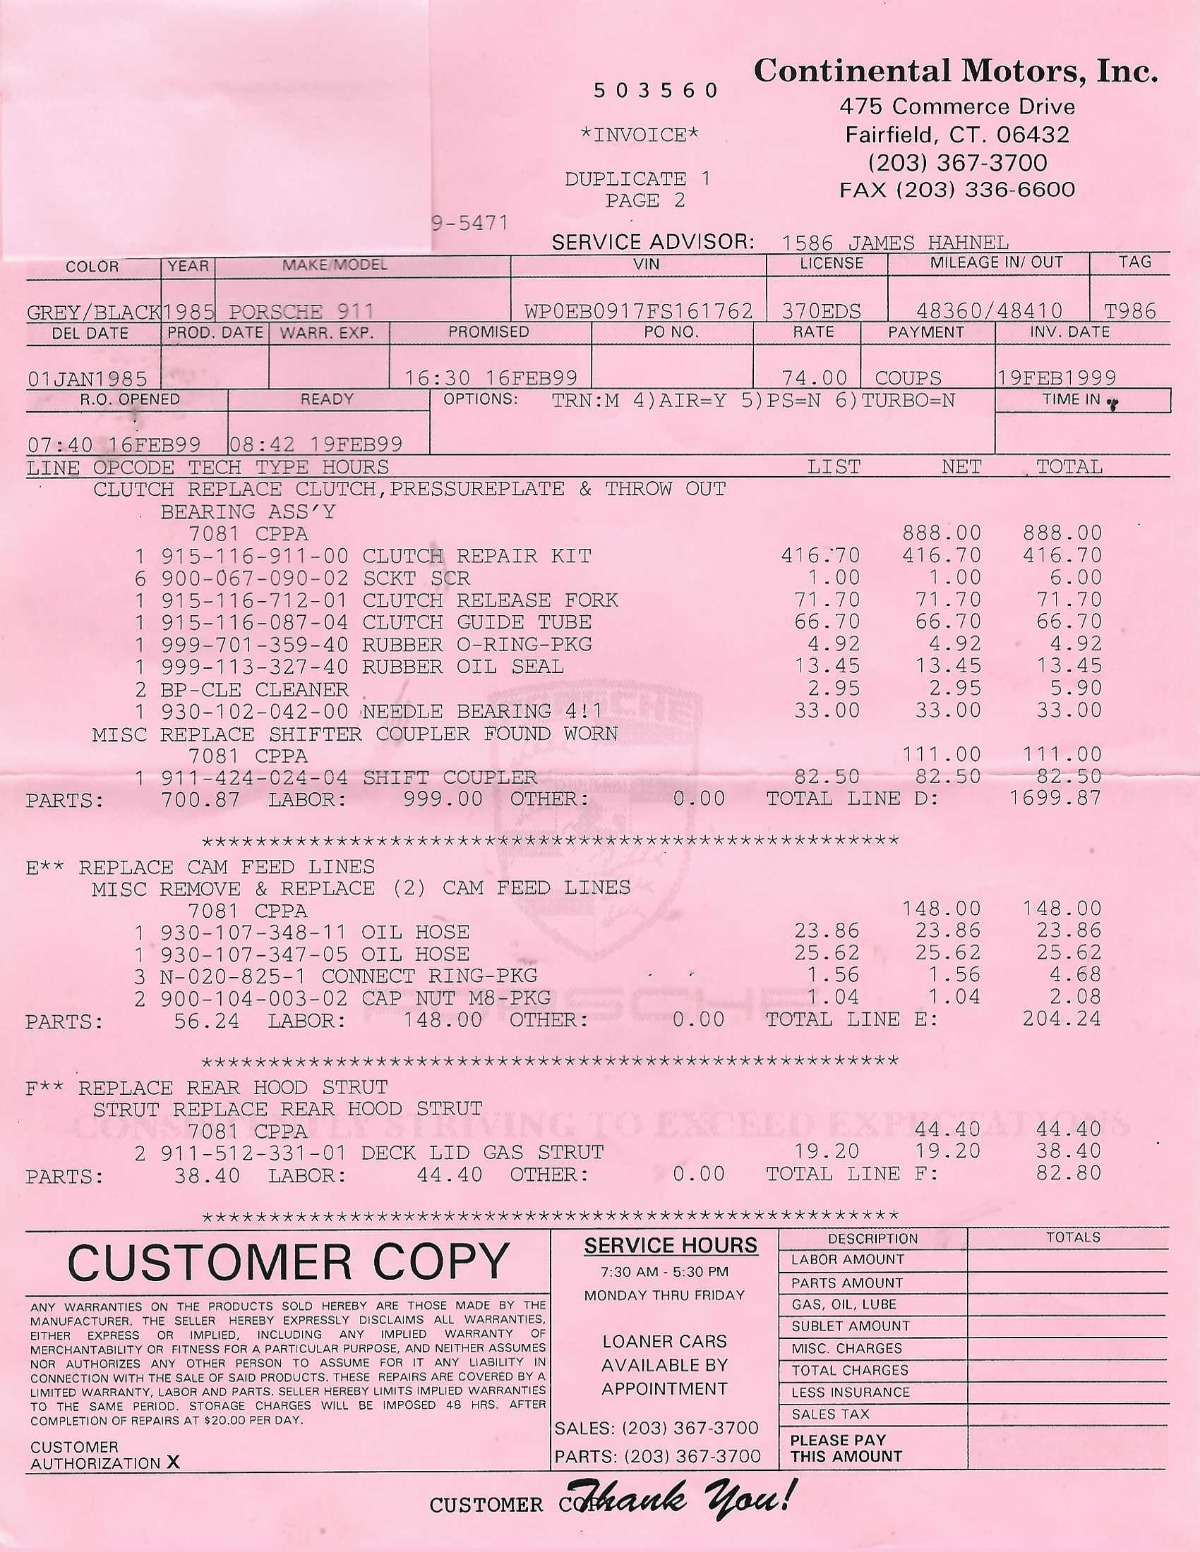 Continental Motors, Inc.
503560
475 Commerce Drive
*INVOICE*
Fairfield, CT. 06432
(203) 367-3700
DUPLICATE 1
FAX (203) 336-6600
PAGE 2
9-5471
SERVICE ADVISOR: 1586 JAMES HAHNEL
COLOR YEAR MAKE/MODEL VIN LICENSE MILEAGE IN/ OUT TAG
GREY/BLACK 1985 PORSCHE 911 WP0EB0917FS161762 370EDS 48360/48410 T986
DEL DATE PROD. DATE WARR. EXP. PROMISED PO NO. RATE PAYMENT INV. DATE
01JAN1985 16:30 16FEB99 74.00 COUPS 19FEB1999
R.O. OPENED READY OPTIONS: TRN:M 4)AIR=Y 5)PS=N 6)TURBO=N TIME IN
07:40 16FEB99 08:42 19FEB99
LINE OPCODE TECH TYPE HOURS LIST NET TOTAL
CLUTCH REPLACE CLUTCH,PRESSUREPLATE & THROW OUT
BEARING ASS'Y
7081 CPPA 888.00 888.00
1 915-116-911-00 CLUTCH REPAIR KIT 416.70 416.70 416.70
6 900-067-090-02 SCKT SCR 1.00 1.00 6.00
1 915-116-712-01 CLUTCH RELEASE FORK 71.70 71.70 71.70
1 915-116-087-04 CLUTCH GUIDE TUBE 66.70 66.70 66.70
1 999-701-359-40 RUBBER O-RING-PKG 4.92 4.92 4.92
1 999-113-327-40 RUBBER OIL SEAL 13.45 13.45 13.45
2 BP-CLE CLEANER 2.95 2.95 5.90
1 930-102-042-00 NEEDLE BEARING 4!1 33.00 33.00 33.00
MISC REPLACE SHIFTER COUPLER FOUND WORN
7081 CPPA 111.00 111.00
1 911-424-024-04 SHIFT COUPLER 82.50 82.50 82.50
PARTS: 700.87 LABOR: 999.00 OTHER: 0.00 TOTAL LINE D: 1699.87
****************************************************
E** REPLACE CAM FEED LINES
MISC REMOVE & REPLACE (2) CAM FEED LINES
7081 CPPA 148.00 148.00
1 930-107-348-11 OIL HOSE 23.86 23.86 23.86
1 930-107-347-05 OIL HOSE 25.62 25.62 25.62
3 N-020-825-1 CONNECT RING-PKG 1.56 1.56 4.68
2 900-104-003-02 CAP NUT M8-PKG 1.04 1.04 2.08
PORSCHE
PARTS: 56.24 LABOR: 148.00 OTHER: 0.00 TOTAL LINE E: 204.24
****************************************************
F** REPLACE REAR HOOD STRUT
STRUT REPLACE REAR HOOD STRUT
CONSISTENTLY STRIVING TO EXCEED EXPECTATIONS
7081 CPPA 44.40 44.40
2 911-512-331-01 DECK LID GAS STRUT 19.20 19.20 38.40
PARTS: 38.40 LABOR: 44.40 OTHER: 0.00 TOTAL LINE F: 82.80
****************************************************
CUSTOMER COPY
ANY WARRANTIES ON THE PRODUCTS SOLD HEREBY ARE THOSE MADE BY THE
MANUFACTURER. THE SELLER HEREBY EXPRESSLY DISCLAIMS ALL WARRANTIES,
EITHER EXPRESS OR IMPLIED, INCLUDING ANY IMPLIED WARRANTY OF
MERCHANTABILITY OR FITNESS FOR A PARTICULAR PURPOSE, AND NEITHER ASSUMES
NOR AUTHORIZES ANY OTHER PERSON TO ASSUME FOR IT ANY LIABILITY IN
CONNECTION WITH THE SALE OF SAID PRODUCTS. THESE REPAIRS ARE COVERED BY A
LIMITED WARRANTY, LABOR AND PARTS. SELLER HEREBY LIMITS IMPLIED WARRANTIES
TO THE SAME PERIOD. STORAGE CHARGES WILL BE IMPOSED 48 HRS. AFTER
COMPLETION OF REPAIRS AT $20.00 PER DAY.
CUSTOMER
AUTHORIZATION X
SERVICE HOURS
7:30 AM - 5:30 PM
MONDAY THRU FRIDAY
LOANER CARS
AVAILABLE BY
APPOINTMENT
SALES: (203) 367-3700
PARTS: (203) 367-3700
DESCRIPTION TOTALS
LABOR AMOUNT
PARTS AMOUNT
GAS, OIL, LUBE
SUBLET AMOUNT
MISC. CHARGES
TOTAL CHARGES
LESS INSURANCE
SALES TAX
PLEASE PAY
THIS AMOUNT
CUSTOMER COPY Thank You!